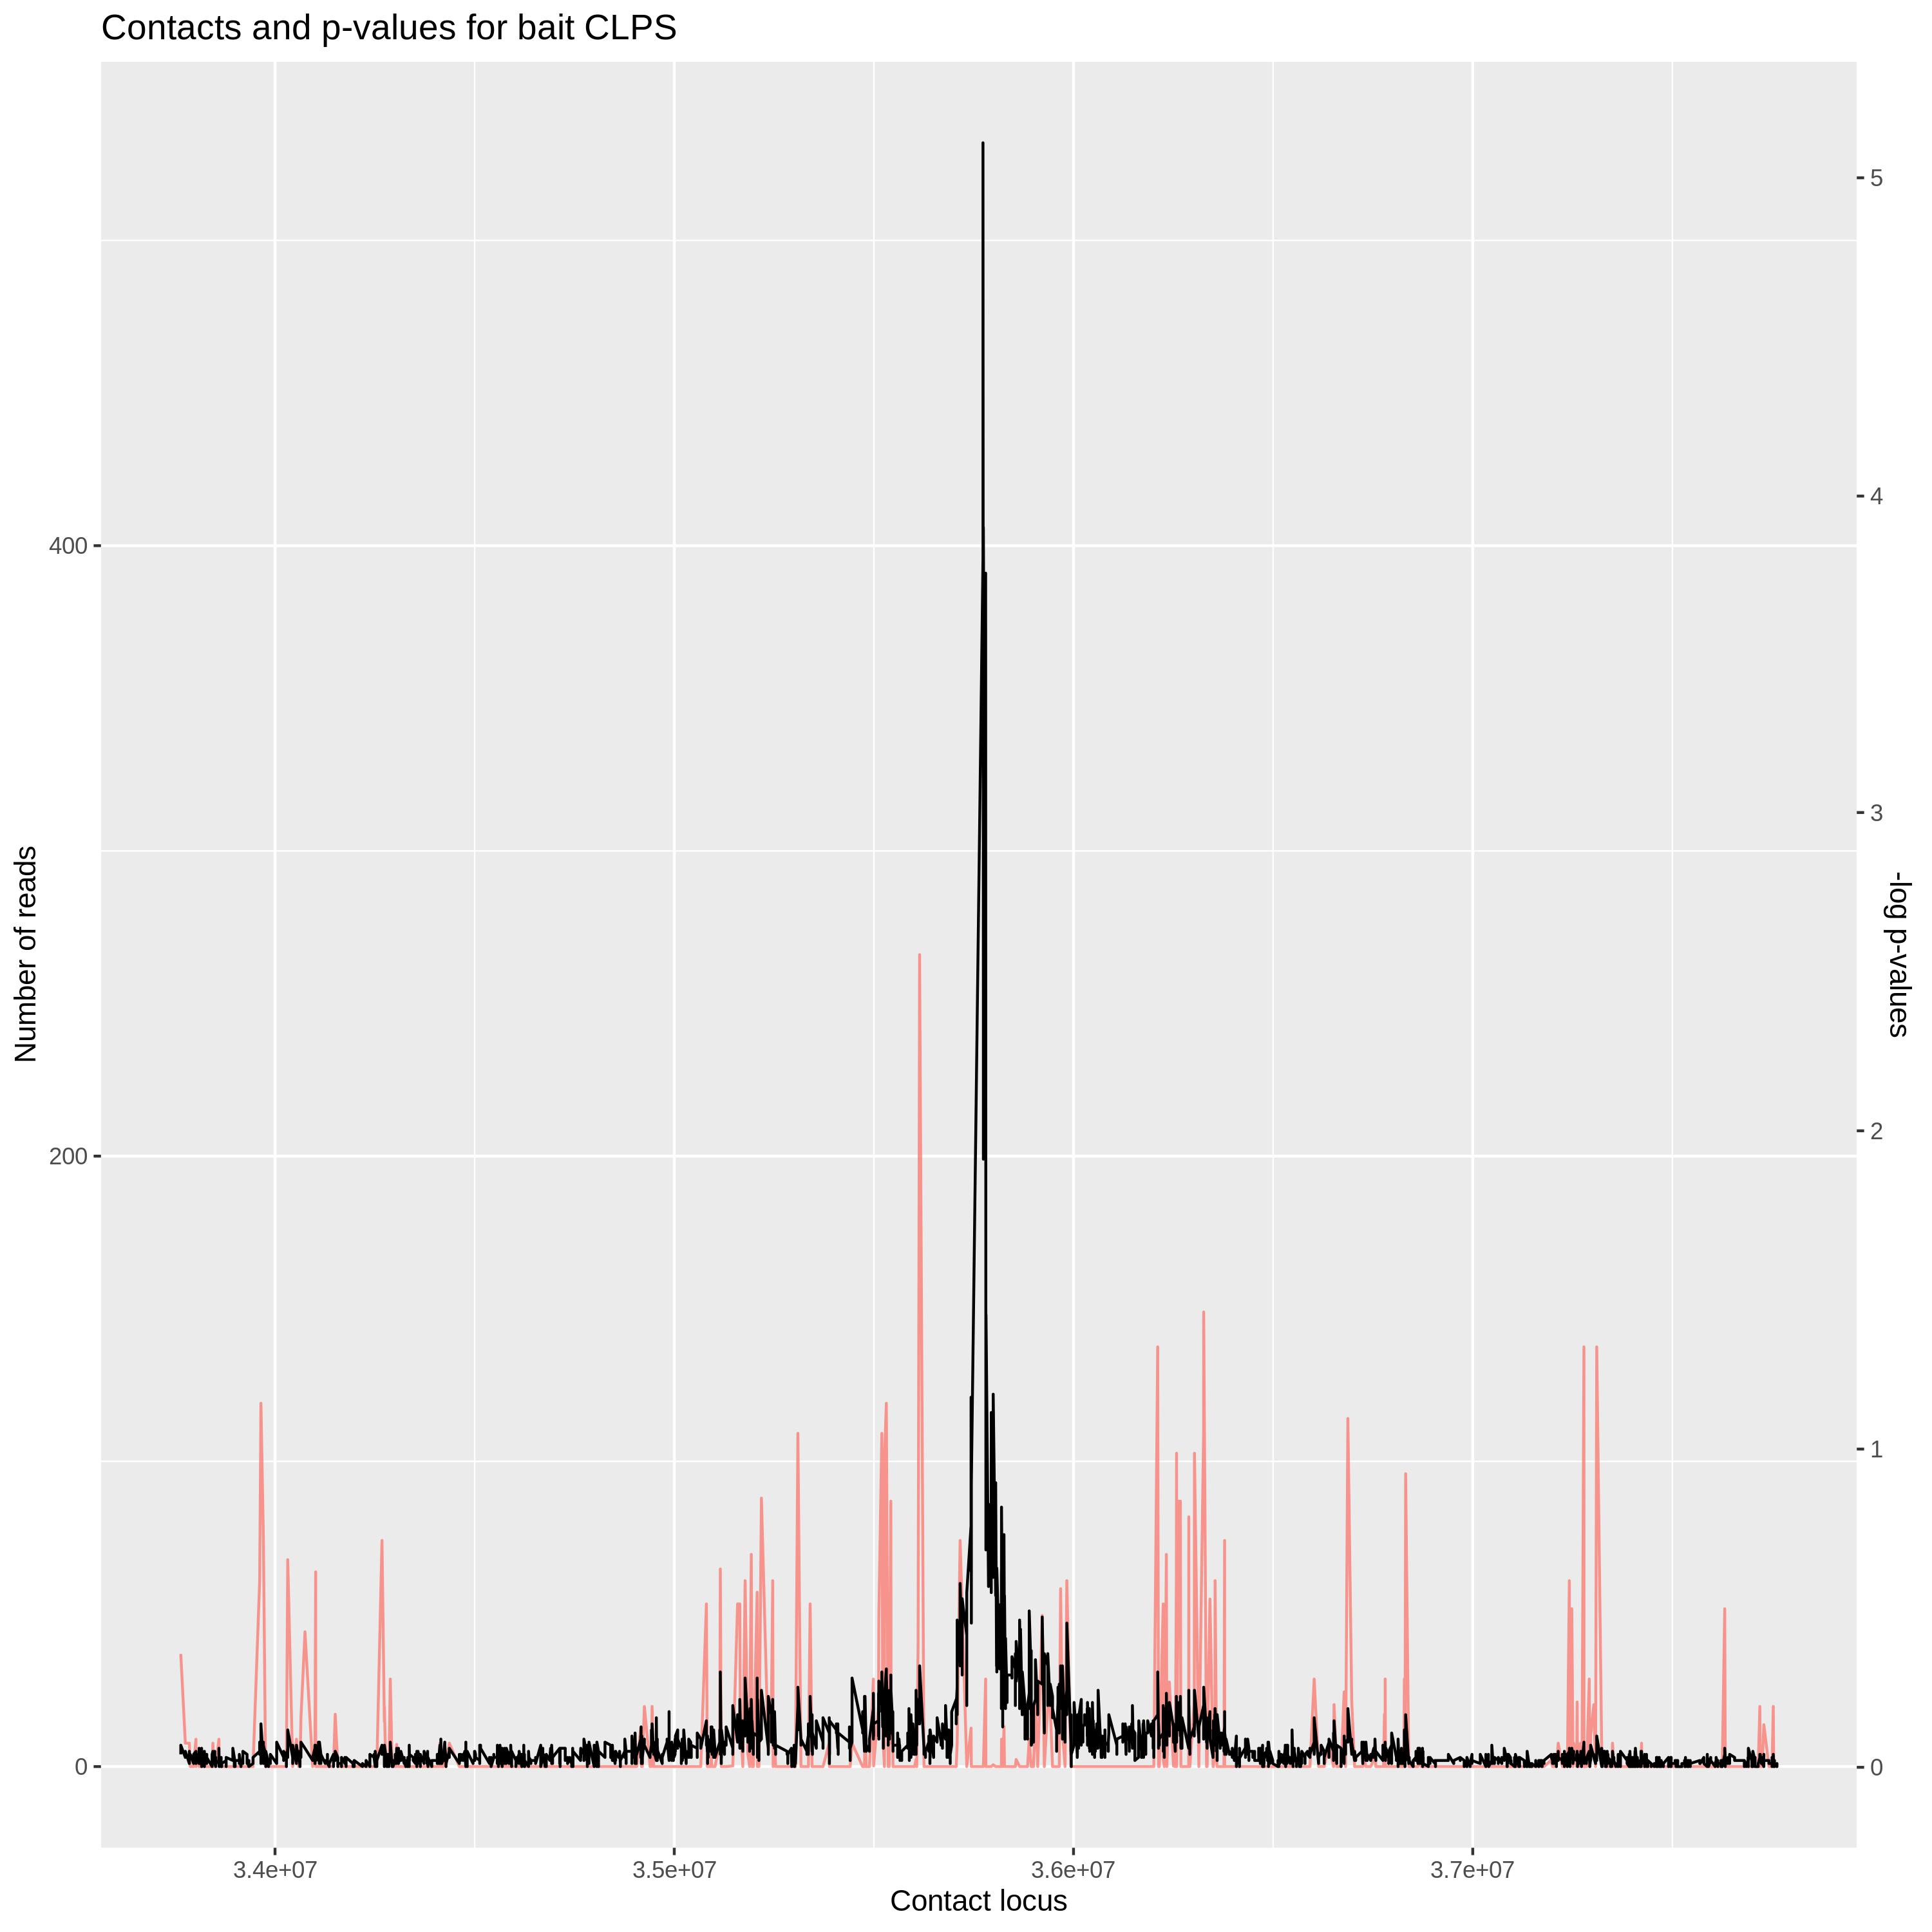 Contacts and p-values for bait CLPS
Number of reads
400
200
0
5
4
3
2
1
0
-log p-values
3.4e+07
3.5e+07
3.6e+07
3.7e+07
Contact locus